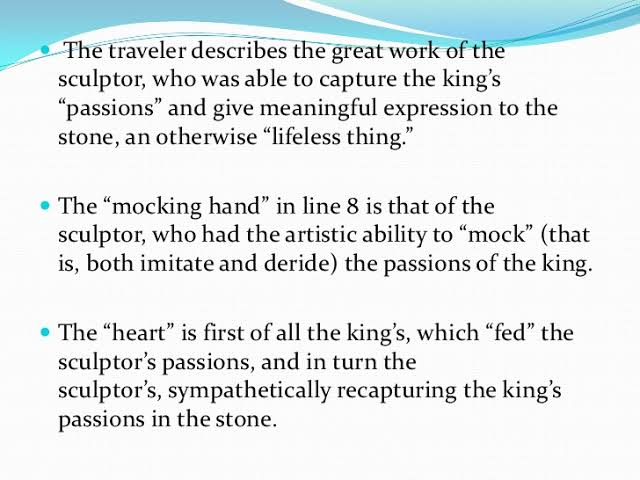 • The traveler describes the great work of the
sculptor, who was able to capture the king’s
“passions” and give meaningful expression to the
stone, an otherwise “lifeless thing.”
• The “mocking hand” in line 8 is that of the
sculptor, who had the artistic ability to “mock” (that
is, both imitate and deride) the passions of the king.
• The “heart” is first of all the king’s, which “fed” the
sculptor’s passions, and in turn the
sculptor’s, sympathetically recapturing the king’s
passions in the stone.